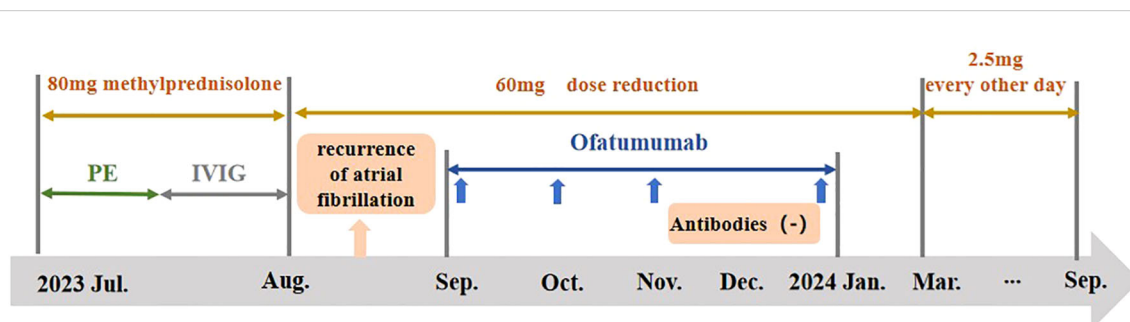 2.5mg
80mg methylprednisolone
60mg dose reduction
every other day
recurrence
of atrial
fibrillation
PE
IVIG
Ofatumumab
Antibodies (-)
2023 Jul.
Aug.
Sep.
Oct.
Nov.
Dec.
2024 Jan.
Mar.
...
Sep.